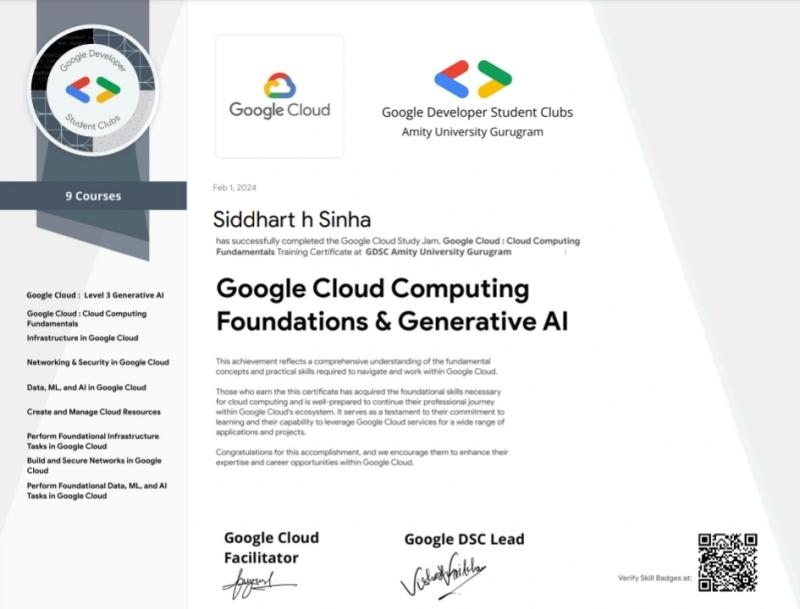 Google Developer
Student Clubs
9 Courses
Google Cloud : Level 3 Generative AI
Google Cloud : Cloud Computing
Fundamentals
Infrastructure in Google Cloud
Networking & Security in Google Cloud
Data, ML, and AI in Google Cloud
Create and Manage Cloud Resources
Perform Foundational Infrastructure
Tasks in Google Cloud
Build and Secure Networks in Google
Cloud
Perform Foundational Data, ML, and AI
Tasks in Google Cloud
Google Cloud
Google Developer Student Clubs
Amity University Gurugram
Feb 1, 2024
Siddhart h Sinha
has successfully completed the Google Cloud Study Jam, Google Cloud : Cloud Computing
Fundamentals Training Certificate at GDSC Amity University Gurugram
Google Cloud Computing
Foundations & Generative AI
This achievement reflects a comprehensive understanding of the fundamental
concepts and practical skills required to navigate and work within Google Cloud.
Those who earn the this certificate has acquired the foundational skills necessary
for cloud computing and is well-prepared to continue their professional journey
within Google Cloud's ecosystem. It serves as a testament to their commitment to
learning and their capability to leverage Google Cloud services for a wide range of
applications and projects.
Congratulations for this accomplishment, and we encourage them to enhance their
expertise and career opportunities within Google Cloud.
Google Cloud
Facilitator
Google DSC Lead
Verify Skill Badges at: